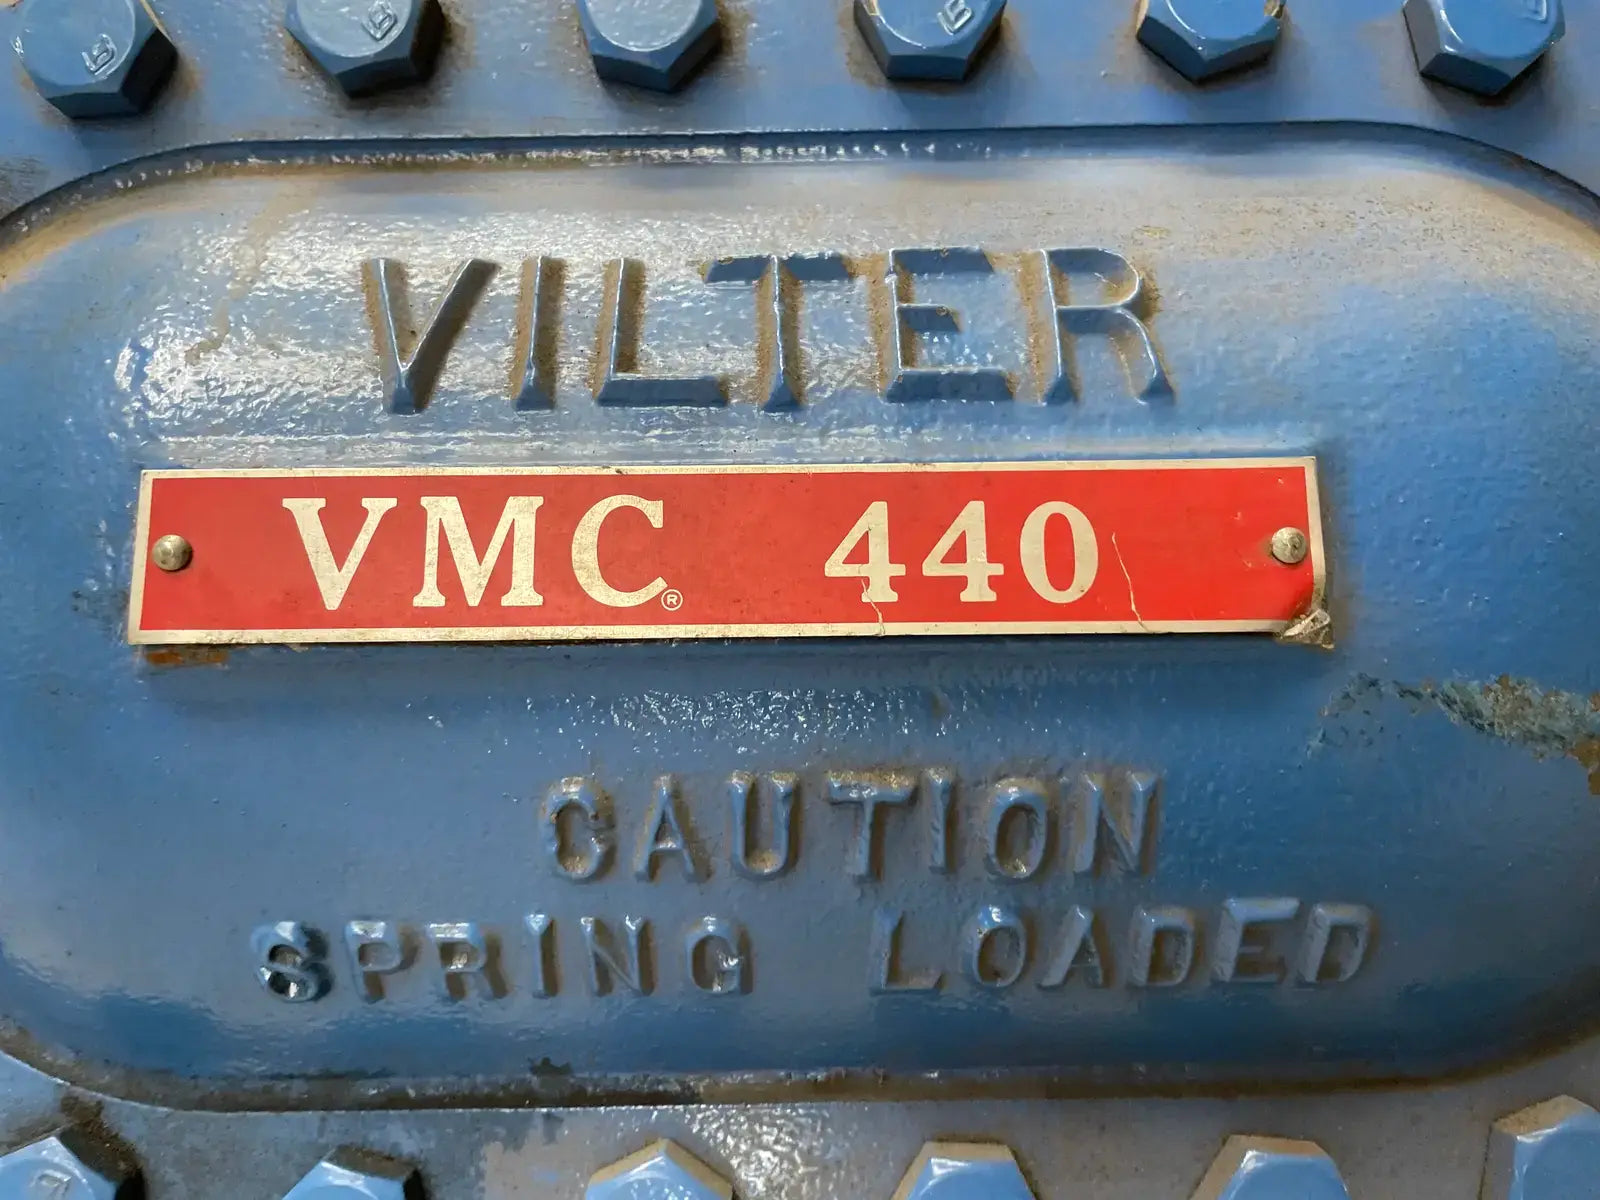 VILTER
VMC® 440
CAUTION
SPRING LOADED